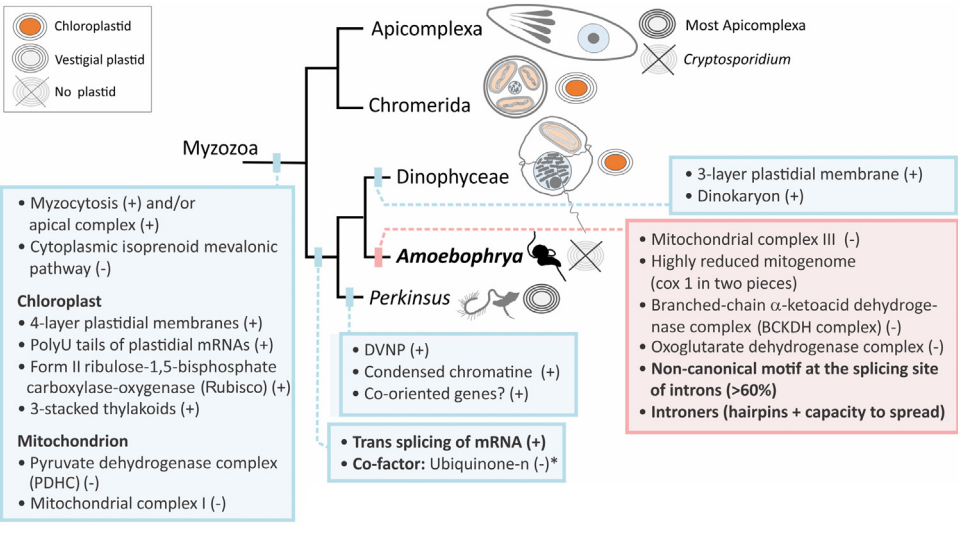 Chloroplastid
Vestigial plastid
No plastid
Apicomplexa
Most Apicomplexa
Cryptosporidium
Chromerida
Myzozoa
Dinophyceae
• 3-layer plastidial membrane (+)
• Dinokaryon (+)
Amoebophrya
Perkinsus
• Myzocytosis (+) and/or
apical complex (+)
• Cytoplasmic isoprenoid mevalonic
pathway (-)
Chloroplast
• 4-layer plastidial membranes (+)
• PolyU tails of plastidial mRNAs (+)
• Form II ribulose-1,5-bisphosphate
carboxylase-oxygenase (Rubisco) (+)
• 3-stacked thylakoids (+)
Mitochondrion
• Pyruvate dehydrogenase complex
(PDHC) (-)
• Mitochondrial complex I (-)
• DVNP (+)
• Condensed chromatine (+)
• Co-oriented genes? (+)
• Trans splicing of mRNA (+)
• Co-factor: Ubiquinone-n (-)*
• Mitochondrial complex III (-)
• Highly reduced mitogenome
(cox 1 in two pieces)
• Branched-chain α-ketoacid dehydroge-
nase complex (BCKDH complex) (-)
• Oxoglutarate dehydrogenase complex (-)
• Non-canonical motif at the splicing site
of introns (>60%)
• Introners (hairpins + capacity to spread)